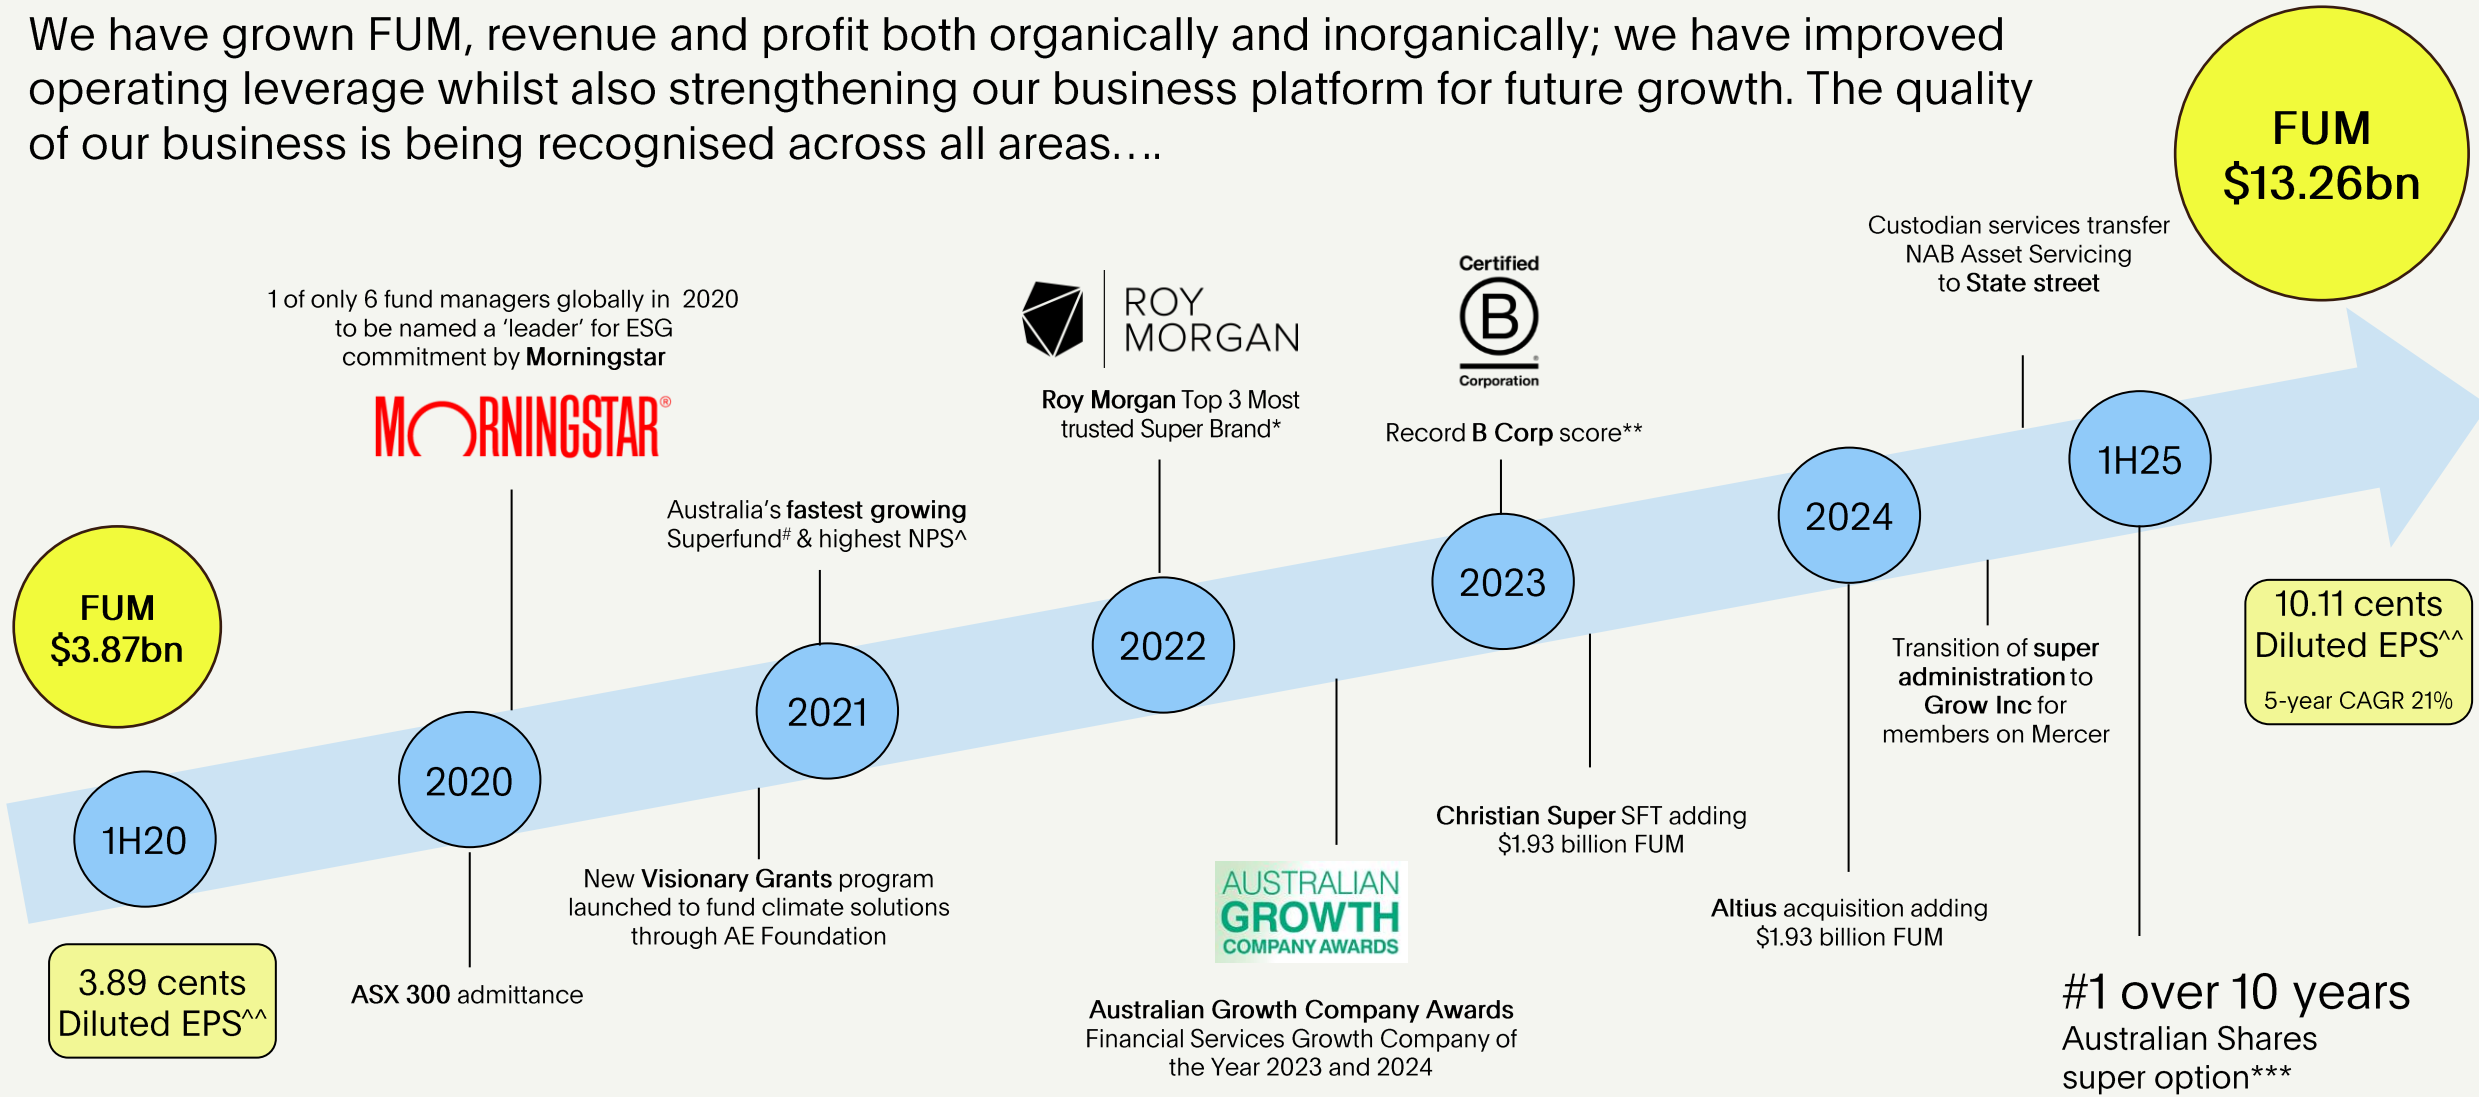 We have grown FUM, revenue and profit both organically and inorganically; we have improved
operating leverage whilst also strengthening our business platform for future growth. The quality
of our business is being recognised across all areas….
FUM
$13.26bn
Custodian services transfer
NAB Asset Servicing
to State street
1 of only 6 fund managers globally in 2020
to be named a ‘leader’ for ESG
commitment by Morningstar
MORNINGSTAR®
ROY
MORGAN
Roy Morgan Top 3 Most
trusted Super Brand*
Certified
B
®
Corporation
Record B Corp score**
Australia’s fastest growing
Superfund# & highest NPS^
FUM
$3.87bn
1H20
2020
2021
2022
2023
2024
1H25
10.11 cents
Diluted EPS^^
5-year CAGR 21%
Transition of super
administration to
Grow Inc for
members on Mercer
Christian Super SFT adding
$1.93 billion FUM
New Visionary Grants program
launched to fund climate solutions
through AE Foundation
AUSTRALIAN
GROWTH
COMPANY AWARDS
Altius acquisition adding
$1.93 billion FUM
3.89 cents
Diluted EPS^^
ASX 300 admittance
Australian Growth Company Awards
Financial Services Growth Company of
the Year 2023 and 2024
#1 over 10 years
Australian Shares
super option***